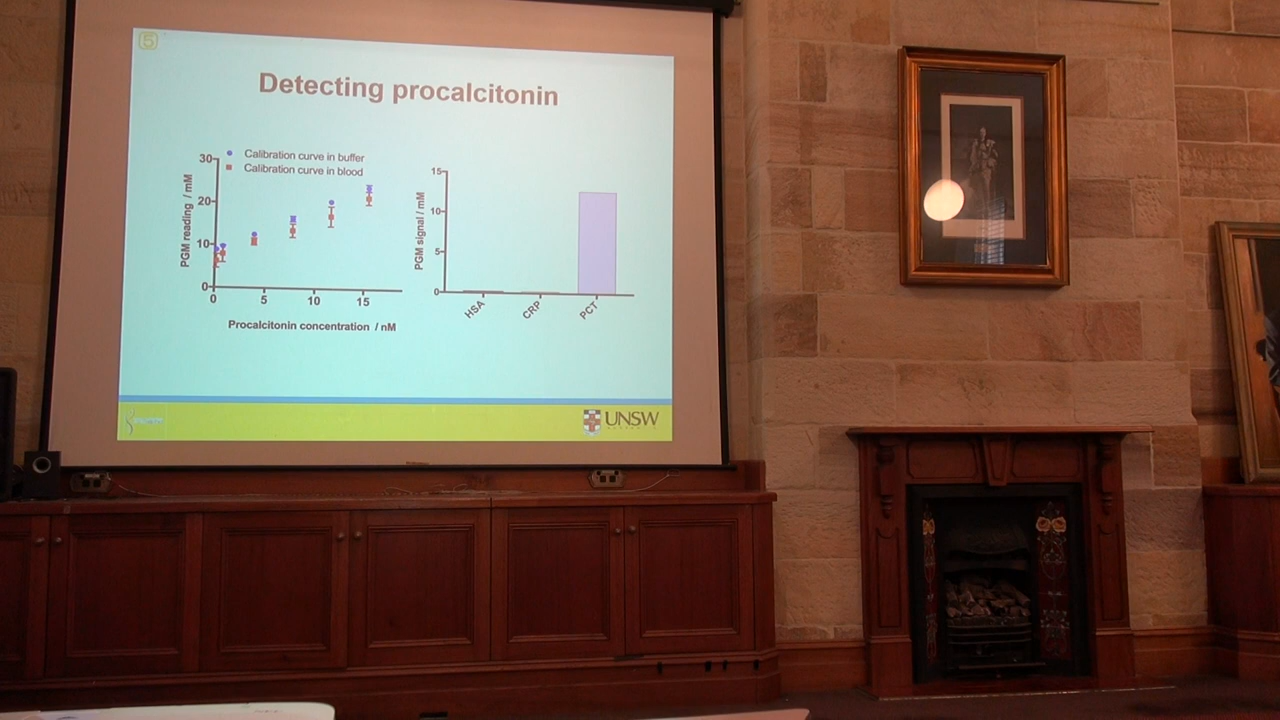 5
Detecting procalcitonin
Calibration curve in buffer
Calibration curve in blood
PGM reading / mM
30
20
10
0
0 5 10 15
Procalcitonin concentration / nM
PGM signal / mM
15
10
5
0
HSA CRP PCT
UNSW